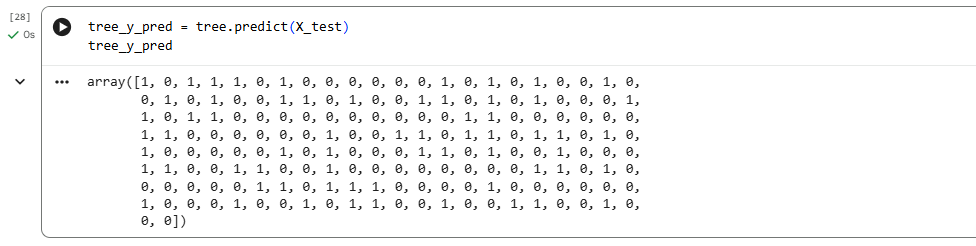 [28]
0s
tree_y_pred = tree.predict(X_test)
tree_y_pred
array([1, 0, 1, 1, 1, 0, 1, 0, 0, 0, 0, 0, 0, 1, 0, 1, 0, 1, 0, 0, 1, 0,
0, 1, 0, 1, 0, 0, 1, 1, 0, 1, 0, 0, 1, 1, 0, 1, 0, 1, 0, 0, 0, 1,
1, 0, 1, 1, 0, 0, 0, 0, 0, 0, 0, 0, 0, 0, 1, 1, 0, 0, 0, 0, 0, 0,
1, 1, 0, 0, 0, 0, 0, 0, 1, 0, 0, 1, 1, 0, 1, 1, 0, 1, 1, 0, 1, 0,
1, 0, 0, 0, 0, 0, 1, 0, 1, 0, 0, 0, 1, 1, 0, 1, 0, 0, 1, 0, 0, 0,
1, 1, 0, 0, 1, 1, 0, 0, 1, 0, 0, 0, 0, 0, 0, 0, 0, 1, 1, 0, 1, 0,
0, 0, 0, 0, 0, 1, 1, 0, 1, 1, 1, 0, 0, 0, 0, 1, 0, 0, 0, 0, 0, 0,
1, 0, 0, 0, 1, 0, 0, 1, 0, 1, 1, 0, 0, 1, 0, 0, 1, 1, 0, 0, 1, 0,
0, 0])